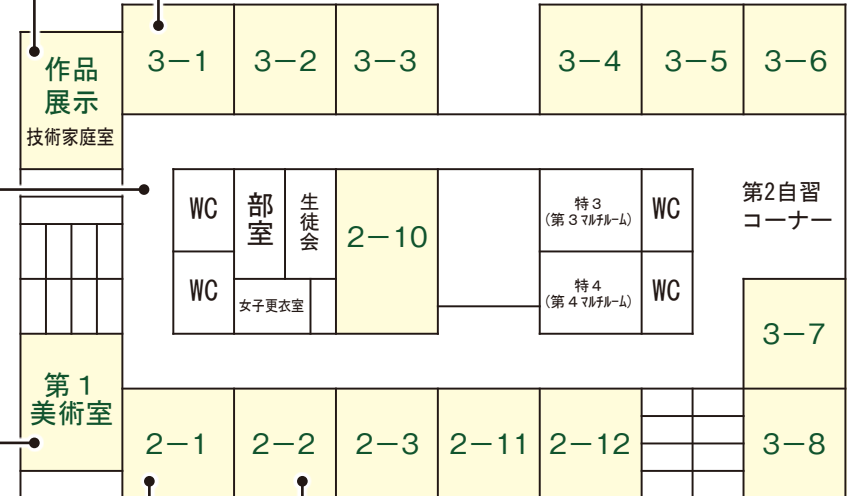 3−1
3−2
3−3
3−4
3−5
3−6
作品
展示
技術家庭室
WC
部室
生徒会
2−10
特3
(第3マルチルーム)
WC
第2自習
コーナー
WC
女子更衣室
特4
(第4マルチルーム)
WC
3−7
第1
美術室
2−1
2−2
2−3
2−11
2−12
3−8